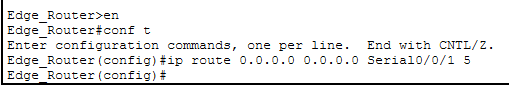 Edge_Router>en
Edge_Router#conf t
Enter configuration commands, one per line.  End with CNTL/Z.
Edge_Router(config)#ip route 0.0.0.0 0.0.0.0 Serial0/0/1 5
Edge_Router(config)#